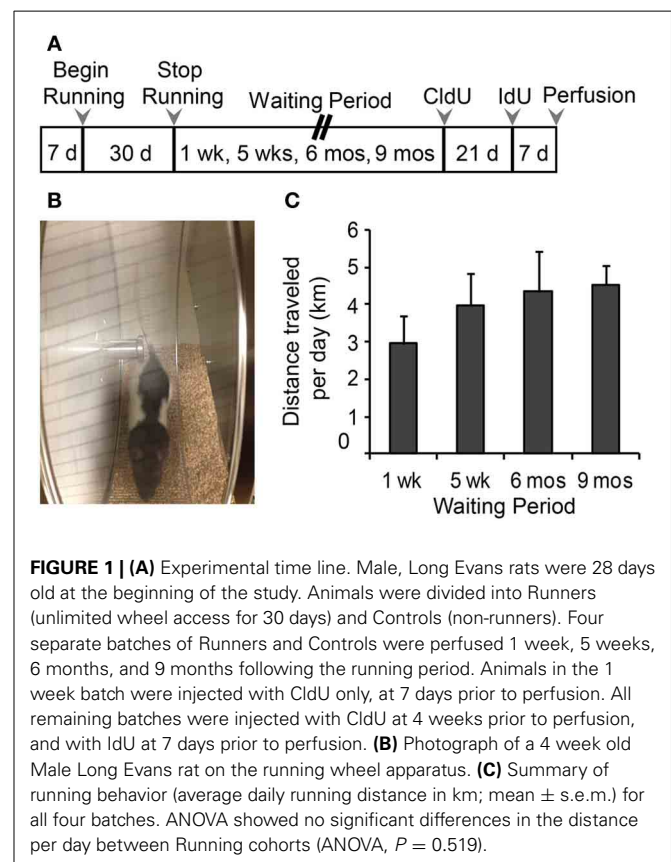 A
Begin Running
Stop Running
Waiting Period
CldU
IdU
Perfusion
7 d
30 d
1 wk, 5 wks, 6 mos, 9 mos
21 d
7 d
B
C
Distance traveled per day (km)
6
5
4
3
2
1
0
1 wk
5 wk
6 mos
9 mos
Waiting Period
FIGURE 1 | (A) Experimental time line. Male, Long Evans rats were 28 days
old at the beginning of the study. Animals were divided into Runners
(unlimited wheel access for 30 days) and Controls (non-runners). Four
separate batches of Runners and Controls were perfused 1 week, 5 weeks,
6 months, and 9 months following the running period. Animals in the 1
week batch were injected with CldU only, at 7 days prior to perfusion. All
remaining batches were injected with CldU at 4 weeks prior to perfusion,
and with IdU at 7 days prior to perfusion. (B) Photograph of a 4 week old
Male Long Evans rat on the running wheel apparatus. (C) Summary of
running behavior (average daily running distance in km; mean ± s.e.m.) for
all four batches. ANOVA showed no significant differences in the distance
per day between Running cohorts (ANOVA, P = 0.519).